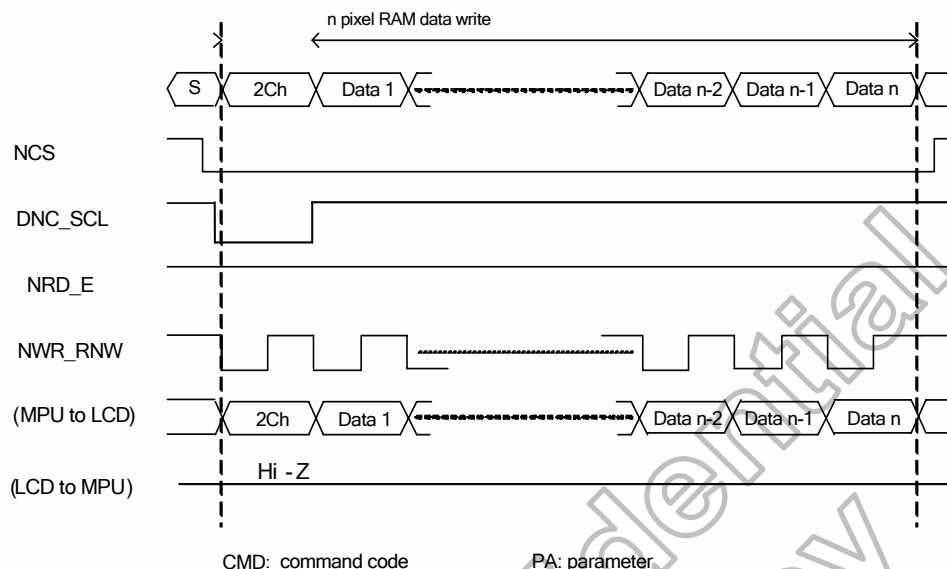 n pixel RAM data write
S 2Ch Data 1 Data n-2 Data n-1 Data n
NCS
DNC_SCL
NRD_E
NWR_RNW
(MPU to LCD) 2Ch Data 1 Data n-2 Data n-1 Data n
Hi - Z
(LCD to MPU)
CMD: command code PA: parameter